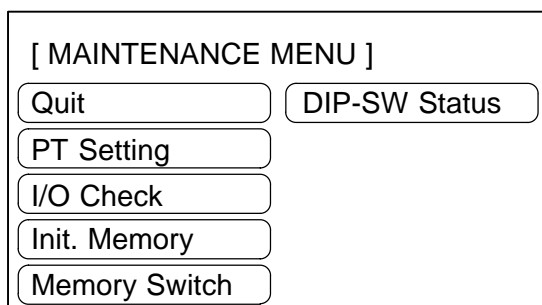 [ MAINTENANCE MENU ]
Quit
DIP-SW Status
PT Setting
I/O Check
Init. Memory
Memory Switch